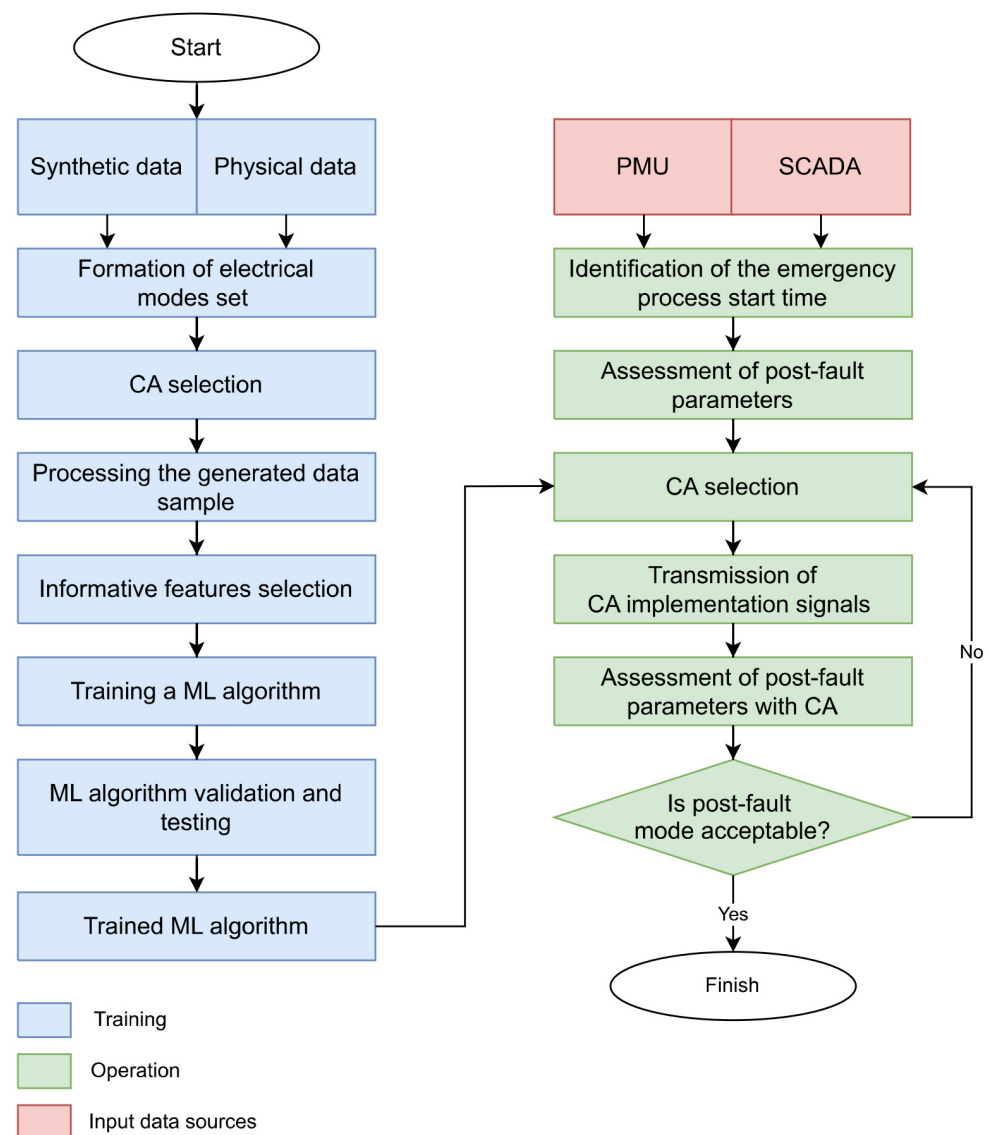 Start
Synthetic data
Physical data
Formation of electrical
modes set
CA selection
Processing the generated data
sample
Informative features selection
Training a ML algorithm
ML algorithm validation and
testing
Trained ML algorithm
PMU
SCADA
Identification of the emergency
process start time
Assessment of post-fault
parameters
CA selection
Transmission of
CA implementation signals
Assessment of post-fault
parameters with CA
Is post-fault
mode acceptable?
No
Yes
Finish
Training
Operation
Input data sources